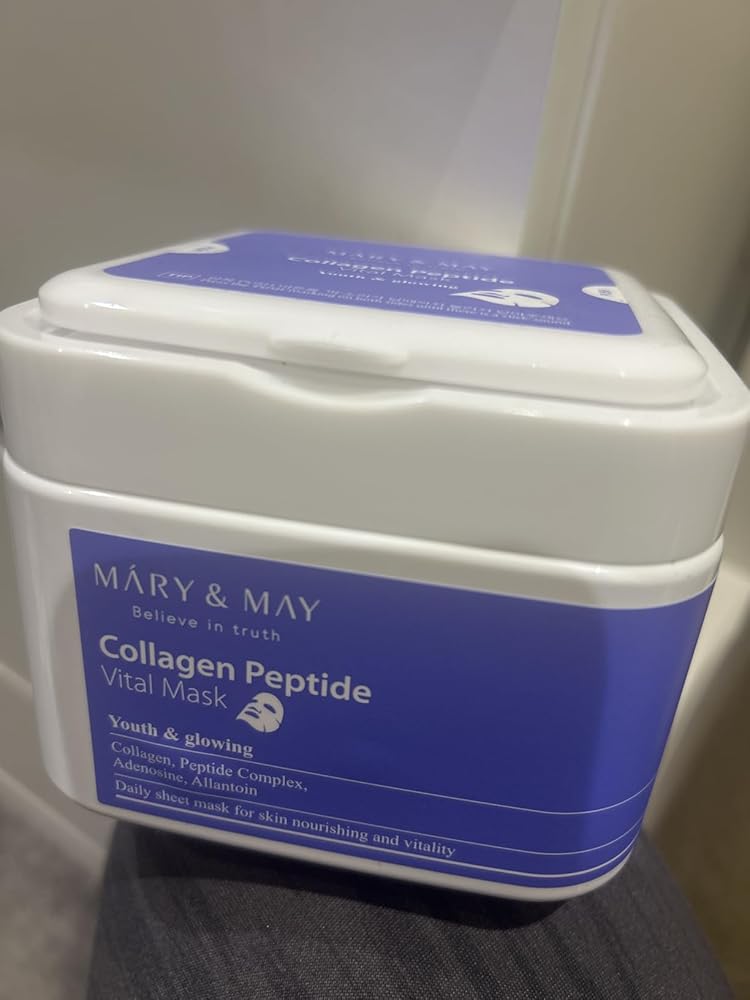 MARY & MAY
Collagen Peptide
Youth & glowing
MÁRY & MAY
Believe in truth
Collagen Peptide
Vital Mask
Youth & glowing
Collagen, Peptide Complex,
Adenosine, Allantoin
Daily sheet mask for skin nourishing and vitality